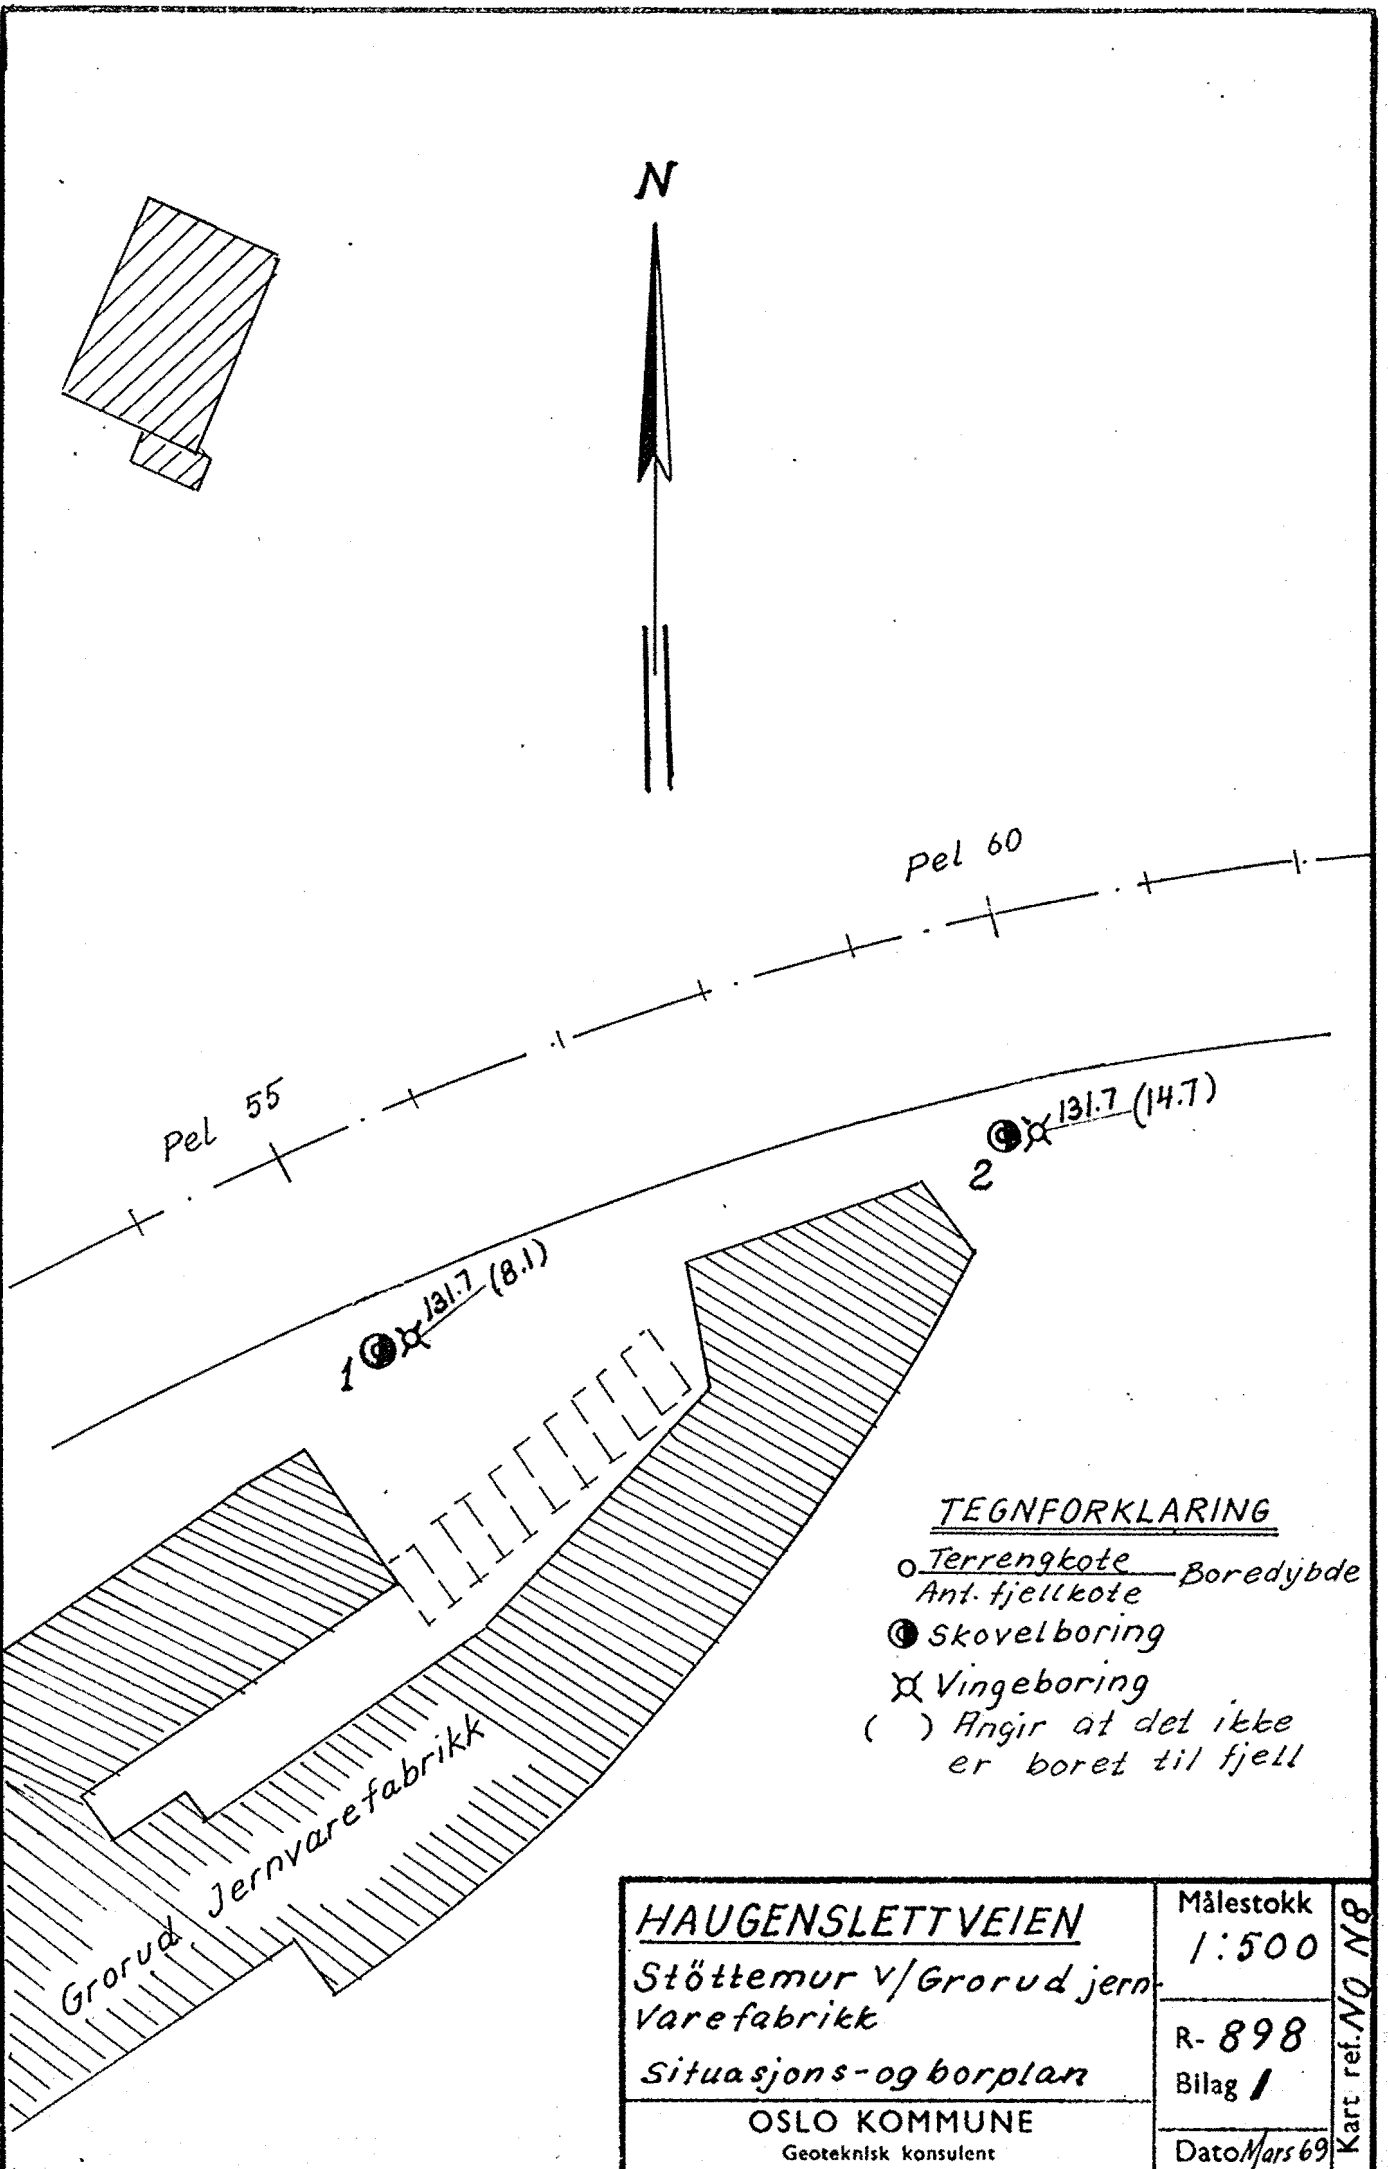 N
Pel 60
Pel 55
131.7 (14.7)
2
131.7 (8.1)
1
TEGNFORKLARING
Terrengkote
Ant. fjellkote
Boredybde
Skovelboring
Vingeboring
( ) Angir at det ikke
er boret til fjell
Grorud Jernvarefabrikk
HAUGENSLETTVEIEN
Stöttemur v/Grorud jern-
varefabrikk
Situasjons-og borplan
OSLO KOMMUNE
Geoteknisk konsulent
Målestokk
1:500
R- 898
Bilag 1
Dato Mars 69
Kart ref. NO N8